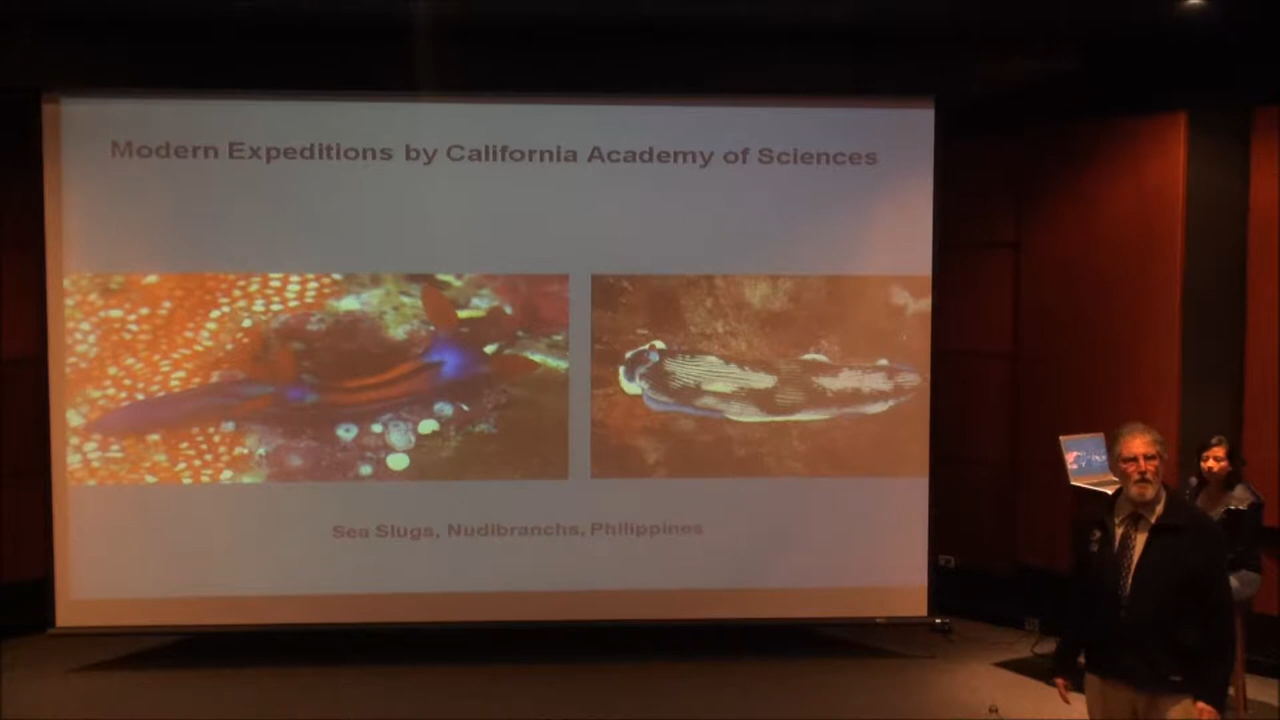 Modern Expeditions by California Academy of Sciences
Sea Slugs, Nudibranchs, Philippines